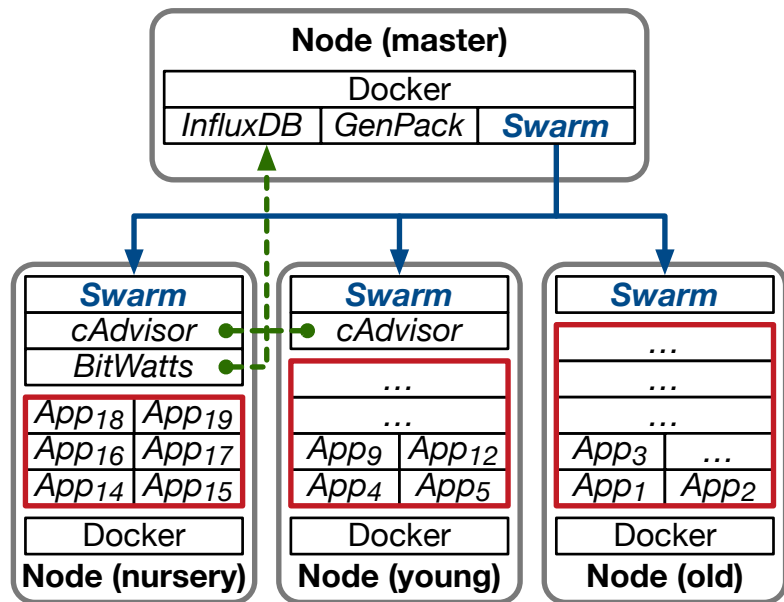 Node (master)
Docker
InfluxDB GenPack Swarm
Swarm
cAdvisor
BitWatts
App18 App19
App16 App17
App14 App15
Docker
Node (nursery)
Swarm
cAdvisor
...
...
App9 App12
App4 App5
Docker
Node (young)
Swarm
...
...
...
App3 ...
App1 App2
Docker
Node (old)